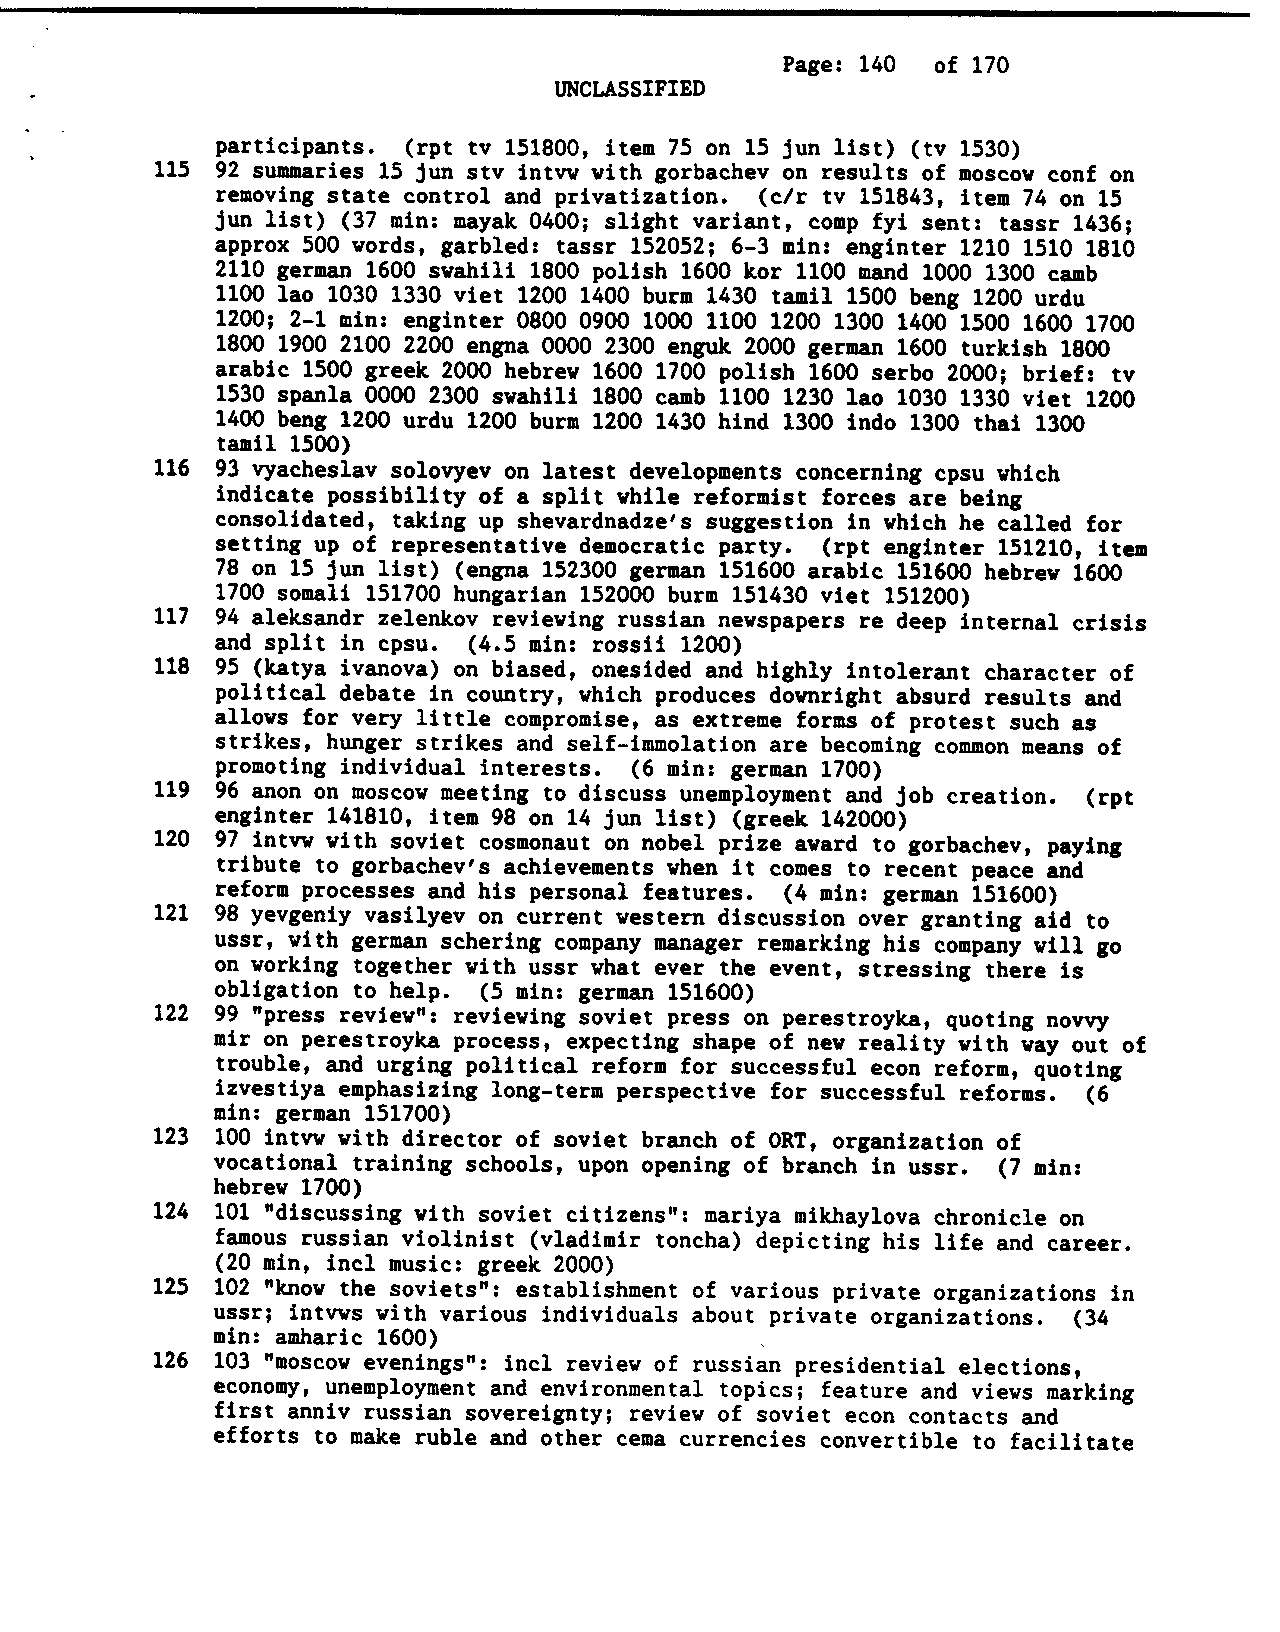 Page: 140 of 170
UNCLASSIFIED
participants. (rpt tv 151800, item 75 on 15 jun list) (tv 1530)
115 92 summaries 15 jun stv intvw with gorbachev on results of moscow conf on
removing state control and privatization. (c/r tv 151843, item 74 on 15
jun list) (37 min: mayak 0400; slight variant, comp fyi sent: tassr 1436;
approx 500 words, garbled: tassr 152052; 6-3 min: enginter 1210 1510 1810
2110 german 1600 swahili 1800 polish 1600 kor 1100 mand 1000 1300 camb
1100 lao 1030 1330 viet 1200 1400 burm 1430 tamil 1500 beng 1200 urdu
1200; 2-1 min: enginter 0800 0900 1000 1100 1200 1300 1400 1500 1600 1700
1800 1900 2100 2200 engna 0000 2300 enguk 2000 german 1600 turkish 1800
arabic 1500 greek 2000 hebrew 1600 1700 polish 1600 serbo 2000; brief: tv
1530 spanla 0000 2300 swahili 1800 camb 1100 1230 lao 1030 1330 viet 1200
1400 beng 1200 urdu 1200 burm 1200 1430 hind 1300 indo 1300 thai 1300
tamil 1500)
116 93 vyacheslav solovyev on latest developments concerning cpsu which
indicate possibility of a split while reformist forces are being
consolidated, taking up shevardnadze's suggestion in which he called for
setting up of representative democratic party. (rpt enginter 151210, item
78 on 15 jun list) (engna 152300 german 151600 arabic 151600 hebrew 1600
1700 somali 151700 hungarian 152000 burm 151430 viet 151200)
117 94 aleksandr zelenkov reviewing russian newspapers re deep internal crisis
and split in cpsu. (4.5 min: rossii 1200)
118 95 (katya ivanova) on biased, onesided and highly intolerant character of
political debate in country, which produces downright absurd results and
allows for very little compromise, as extreme forms of protest such as
strikes, hunger strikes and self-immolation are becoming common means of
promoting individual interests. (6 min: german 1700)
119 96 anon on moscow meeting to discuss unemployment and job creation. (rpt
enginter 141810, item 98 on 14 jun list) (greek 142000)
120 97 intvw with soviet cosmonaut on nobel prize award to gorbachev, paying
tribute to gorbachev's achievements when it comes to recent peace and
reform processes and his personal features. (4 min: german 151600)
121 98 yevgeniy vasilyev on current western discussion over granting aid to
ussr, with german schering company manager remarking his company will go
on working together with ussr what ever the event, stressing there is
obligation to help. (5 min: german 151600)
122 99 "press review": reviewing soviet press on perestroyka, quoting novvy
mir on perestroyka process, expecting shape of new reality with way out of
trouble, and urging political reform for successful econ reform, quoting
izvestiya emphasizing long-term perspective for successful reforms. (6
min: german 151700)
123 100 intvw with director of soviet branch of ORT, organization of
vocational training schools, upon opening of branch in ussr. (7 min:
hebrew 1700)
124 101 "discussing with soviet citizens": mariya mikhaylova chronicle on
famous russian violinist (vladimir toncha) depicting his life and career.
(20 min, incl music: greek 2000)
125 102 "know the soviets": establishment of various private organizations in
ussr; intvws with various individuals about private organizations. (34
min: amharic 1600)
126 103 "moscow evenings": incl review of russian presidential elections,
economy, unemployment and environmental topics; feature and views marking
first anniv russian sovereignty; review of soviet econ contacts and
efforts to make ruble and other cema currencies convertible to facilitate